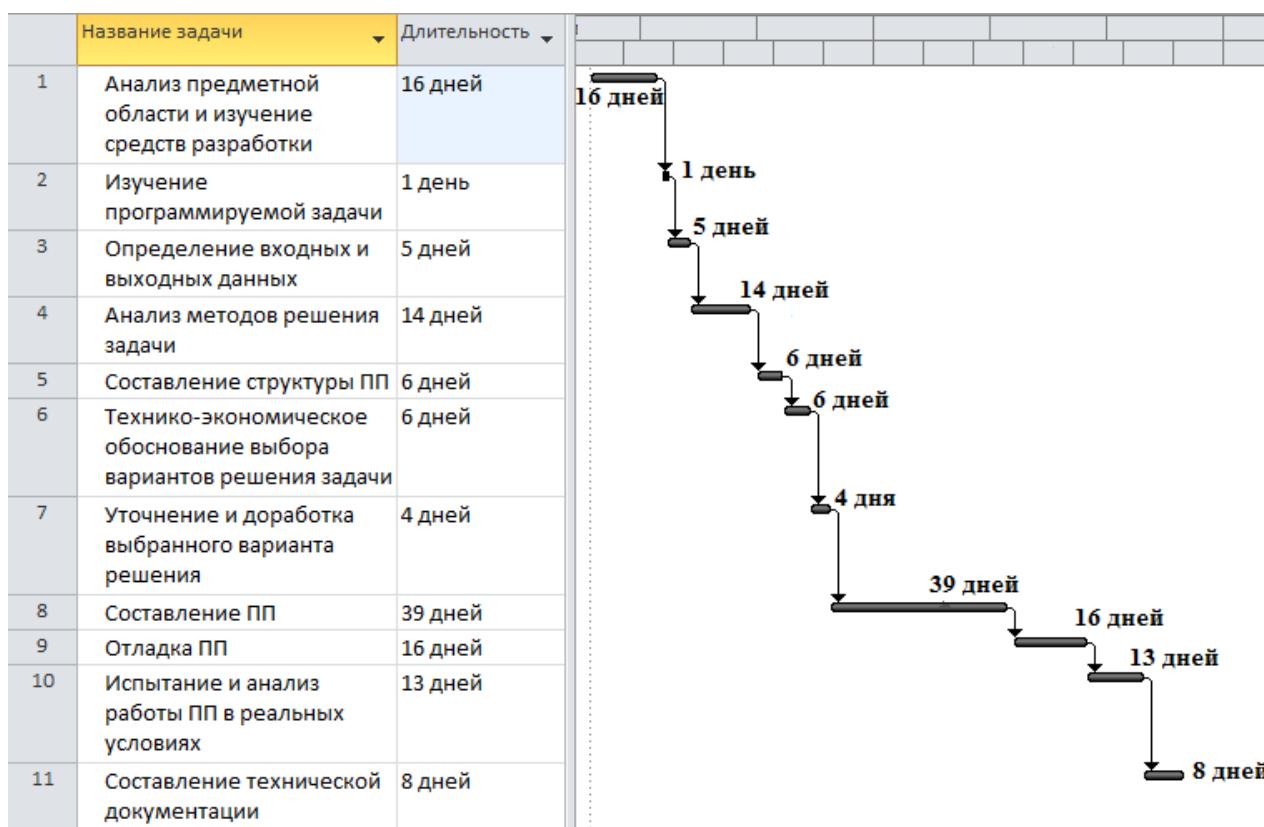 Название задачи Длительность
1 Анализ предметной 16 дней
области и изучение
средств разработки
2 Изучение 1 день
программируемой задачи
3 Определение входных и 5 дней
выходных данных
4 Анализ методов решения 14 дней
задачи
5 Составление структуры ПП 6 дней
6 Технико-экономическое 6 дней
обоснование выбора
вариантов решения задачи
7 Уточнение и доработка 4 дней
выбранного варианта
решения
8 Составление ПП 39 дней
9 Отладка ПП 16 дней
10 Испытание и анализ 13 дней
работы ПП в реальных
условиях
11 Составление технической 8 дней
документации
16 дней
1 день
5 дней
14 дней
6 дней
6 дней
4 дня
39 дней
16 дней
13 дней
8 дней